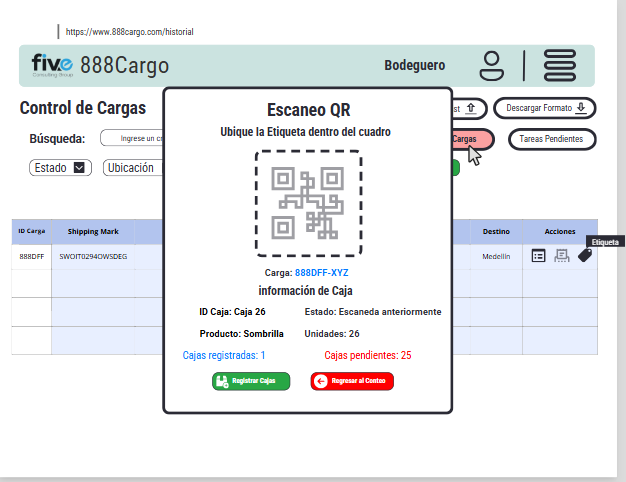 https://www.888cargo.com/historial
five
Consulting Group
888Cargo
Bodeguero
Control de Cargas
Escaneo QR
st
Descargar Formato
Ubique la Etiqueta dentro del cuadro
Búsqueda:
Ingrese un c
Cargas
Tareas Pendientes
Estado
Ubicación
ID Carga
Shipping Mark
Destino
Acciones
Etiqueta
888DFF
SWOIT0294OWSDEG
Medellín
Carga: 888DFF-XYZ
información de Caja
ID Caja: Caja 26
Estado: Escaneda anteriormente
Producto: Sombrilla
Unidades: 26
Cajas registradas: 1
Cajas pendientes: 25
Registrar Cajas
Regresar al Conteo